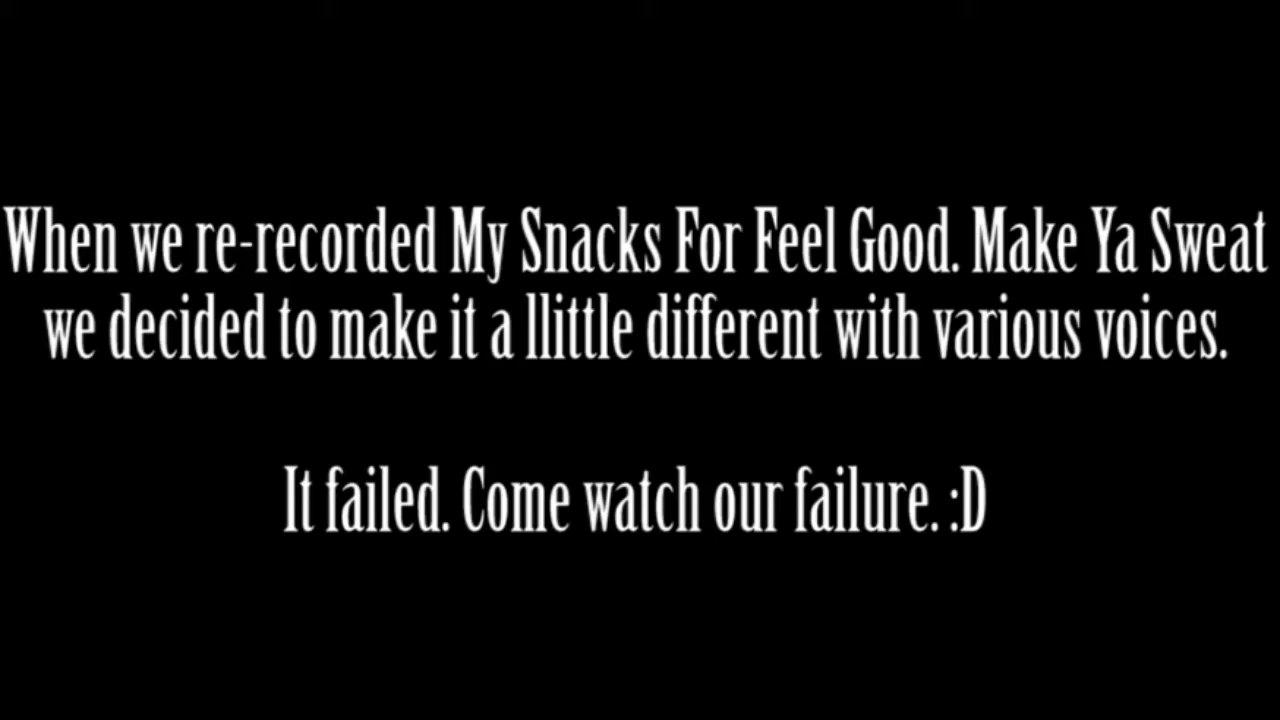 When we re-recorded My Snacks For Feel Good. Make Ya Sweat
we decided to make it a llittle different with various voices.
It failed. Come watch our failure. :D